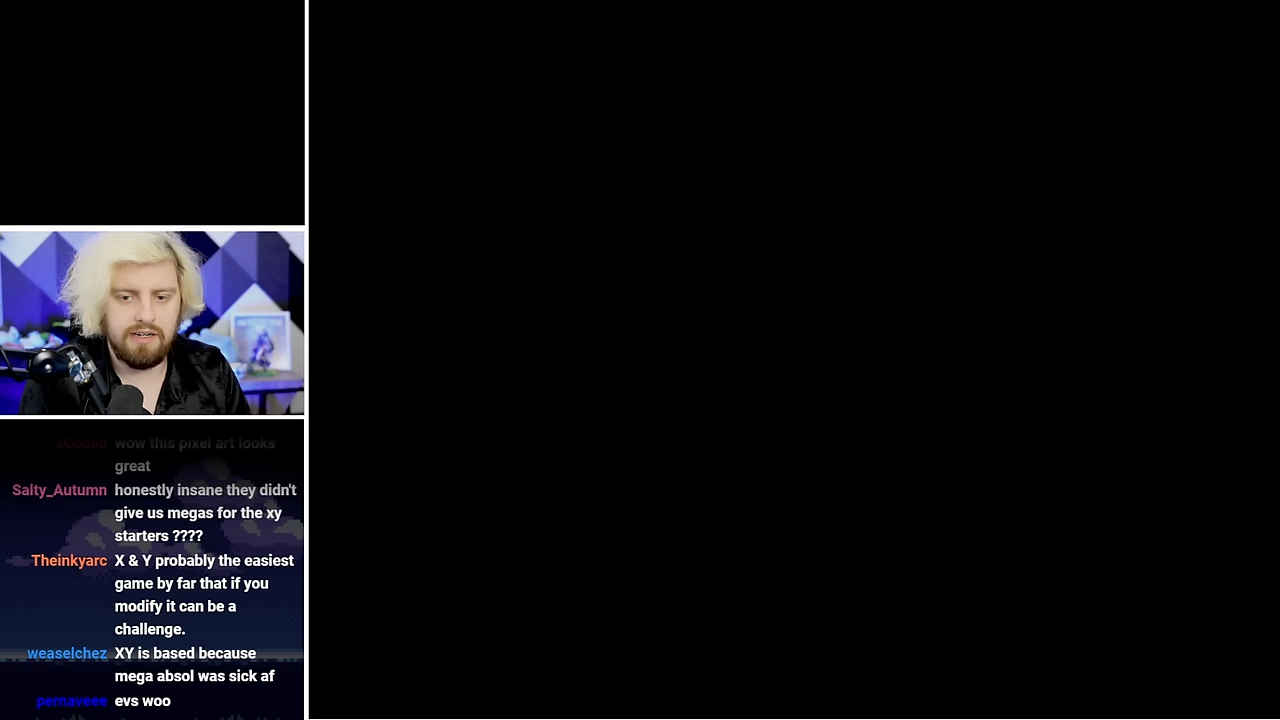 xCoolio wow this pixel art looks
great
Salty_Autumn honestly insane they didn't
give us megas for the xy
starters ????
Theinkyarc X & Y probably the easiest
game by far that if you
modify it can be a
challenge.
weaselchez XY is based because
mega absol was sick af
pernaveee evs woo